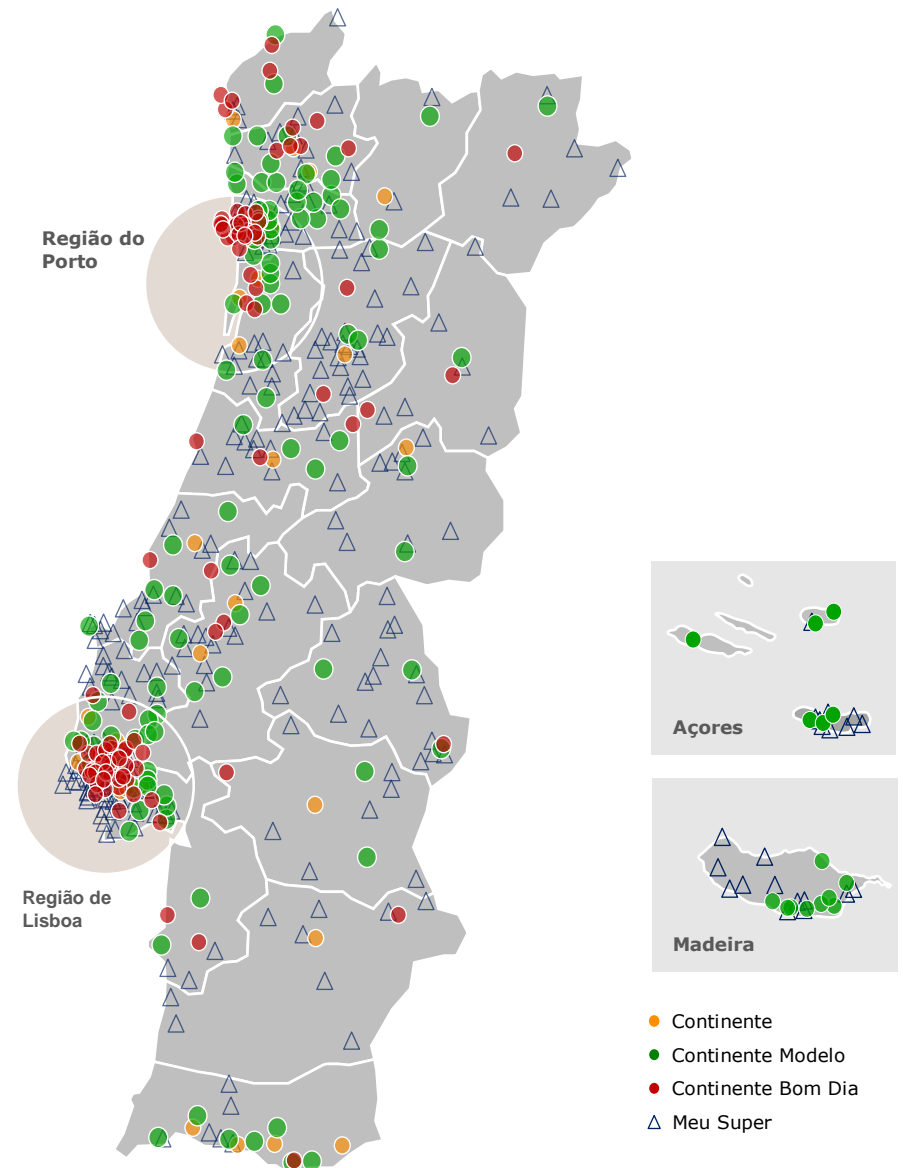 Região do
Porto
Açores
Madeira
Região de
Lisboa
Continente
Continente Modelo
Continente Bom Dia
Meu Super